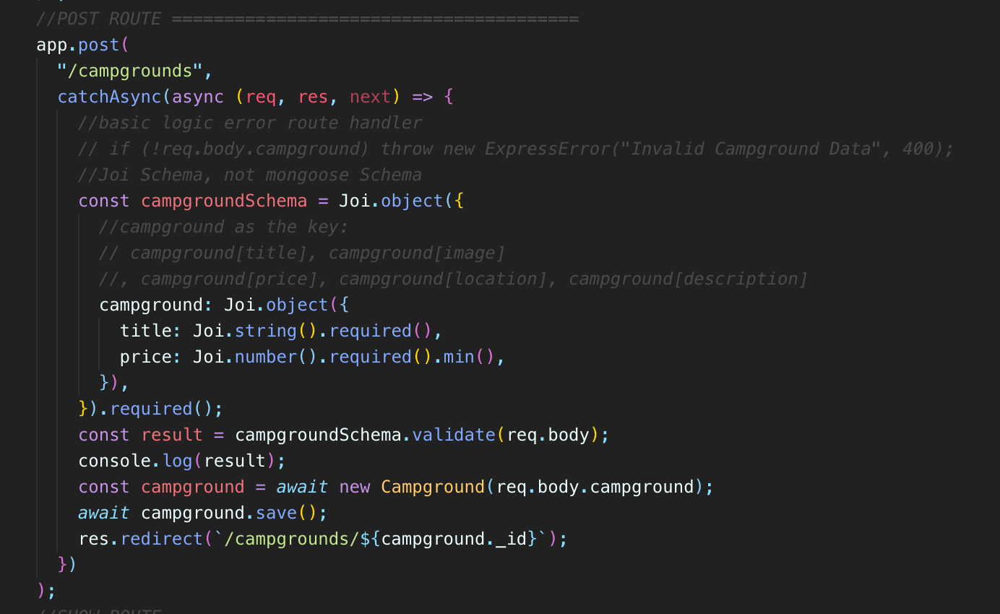 //POST ROUTE =======================================
app.post(
"/campgrounds",
catchAsync(async (req, res, next) => {
//basic logic error route handler
// if (!req.body.campground) throw new ExpressError("Invalid Campground Data", 400);
//Joi Schema, not mongoose Schema
const campgroundSchema = Joi.object({
//campground as the key:
// campground[title], campground[image]
//, campground[price], campground[location], campground[description]
campground: Joi.object({
title: Joi.string().required(),
price: Joi.number().required().min(),
}),
}).required();
const result = campgroundSchema.validate(req.body);
console.log(result);
const campground = await new Campground(req.body.campground);
await campground.save();
res.redirect(`/campgrounds/${campground._id}`);
})
);
//SHOW ROUTE